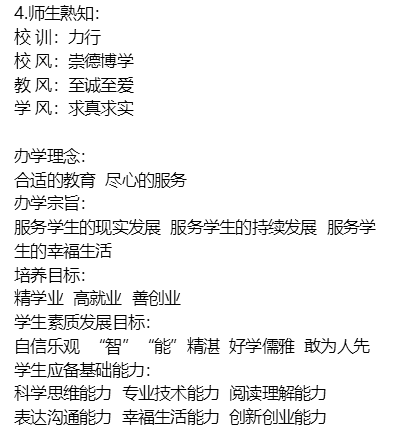 4.师生熟知：
校 训：力行
校 风：崇德博学
教 风：至诚至爱
学 风：求真求实
办学理念：
合适的教育 尽心的服务
办学宗旨：
服务学生的现实发展 服务学生的持续发展 服务学
生的幸福生活
培养目标：
精学业 高就业 善创业
学生素质发展目标：
自信乐观 “智”“能”精湛 好学儒雅 敢为人先
学生应备基础能力：
科学思维能力 专业技术能力 阅读理解能力
表达沟通能力 幸福生活能力 创新创业能力